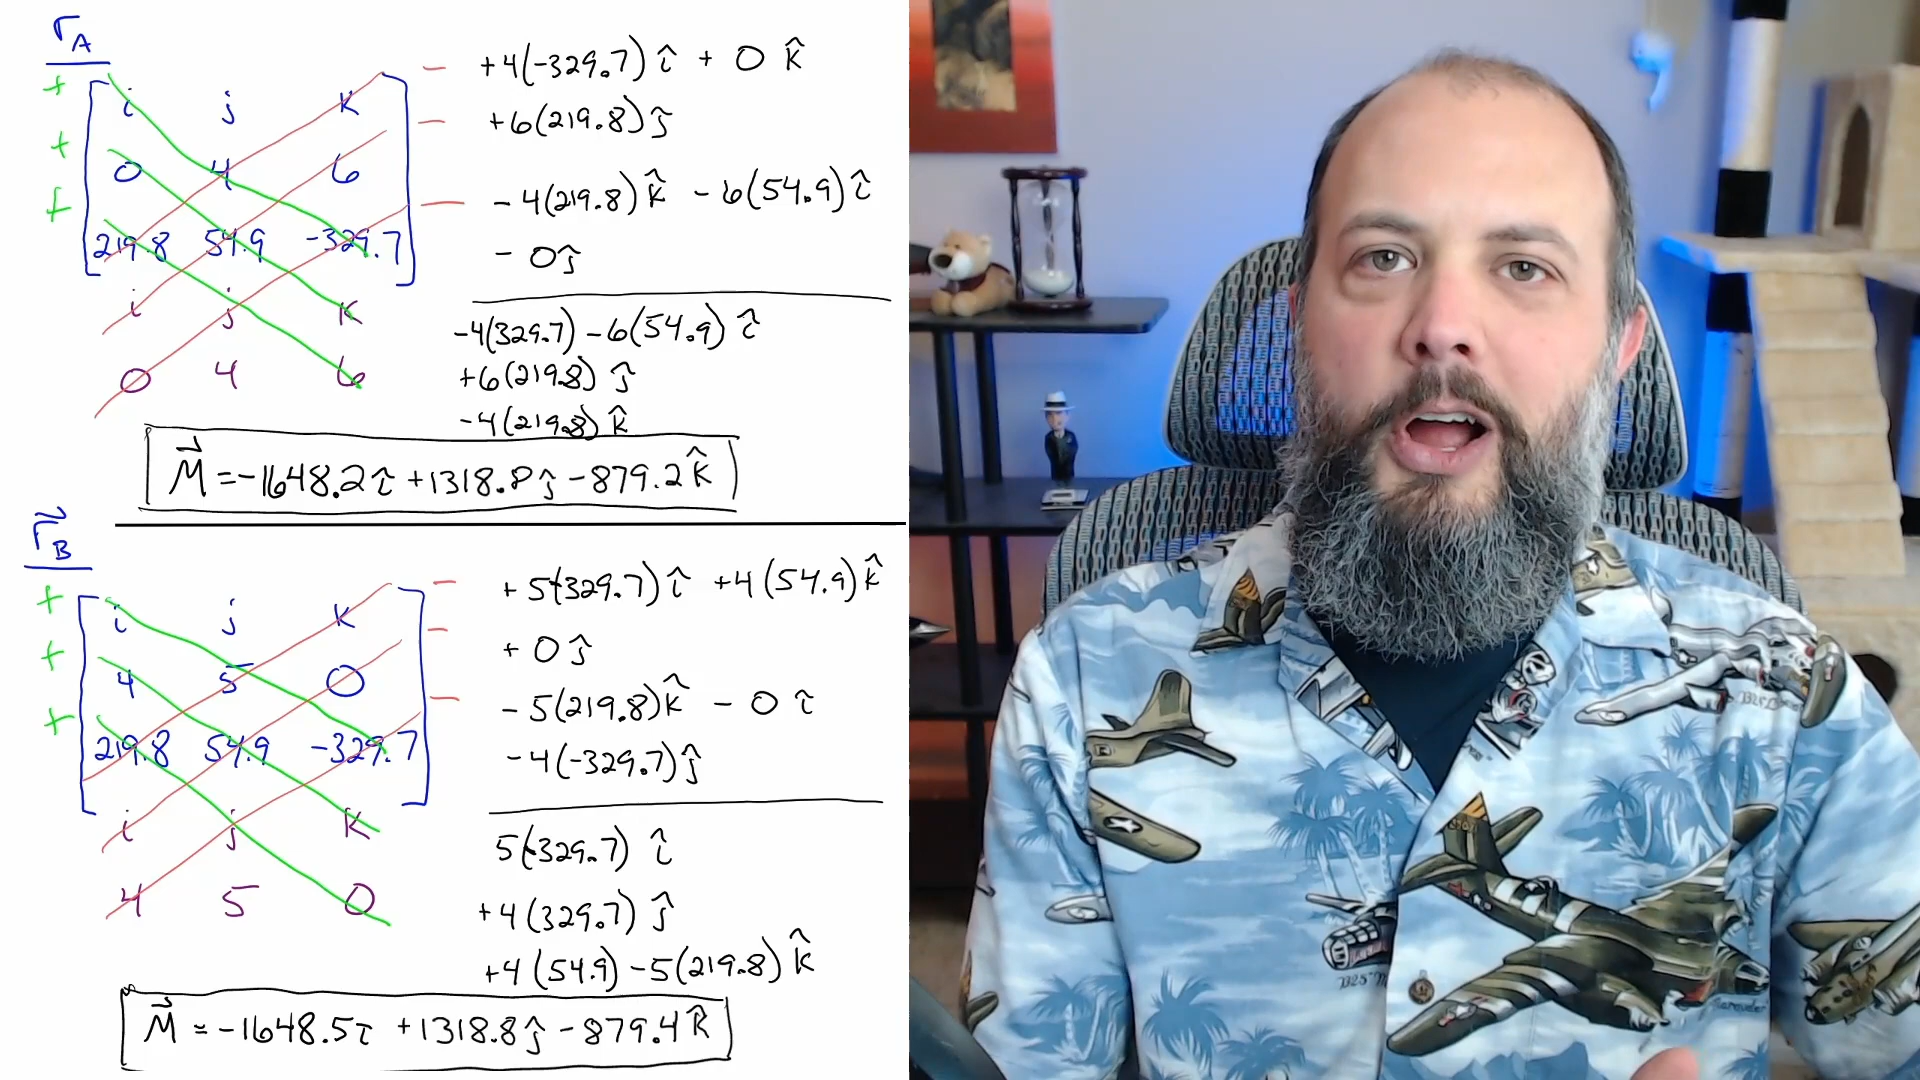 r⃗A
+ i j k −
+ 0 4 6 −
+ 219.8 54.9 -329.7 −
i j k
0 4 6
+4(-329.7) î + 0 k̂
+6(219.8) ĵ
-4(219.8) k̂ - 6(54.9) î
- 0 ĵ
-4(329.7) - 6(54.9) î
+6(219.8) ĵ
-4(219.8) k̂
M⃗ = -1648.2 î + 1318.8 ĵ - 879.2 k̂
r⃗B
+ i j k −
+ 4 5 0 −
+ 219.8 54.9 -329.7 −
i j k
4 5 0
+ 5(-329.7) î + 4(54.9) k̂
+ 0 ĵ
- 5(219.8) k̂ - 0 î
- 4(-329.7) ĵ
5(-329.7) î
+4(329.7) ĵ
+4(54.9) - 5(219.8) k̂
M⃗ = -1648.5 î + 1318.8 ĵ - 879.4 k̂